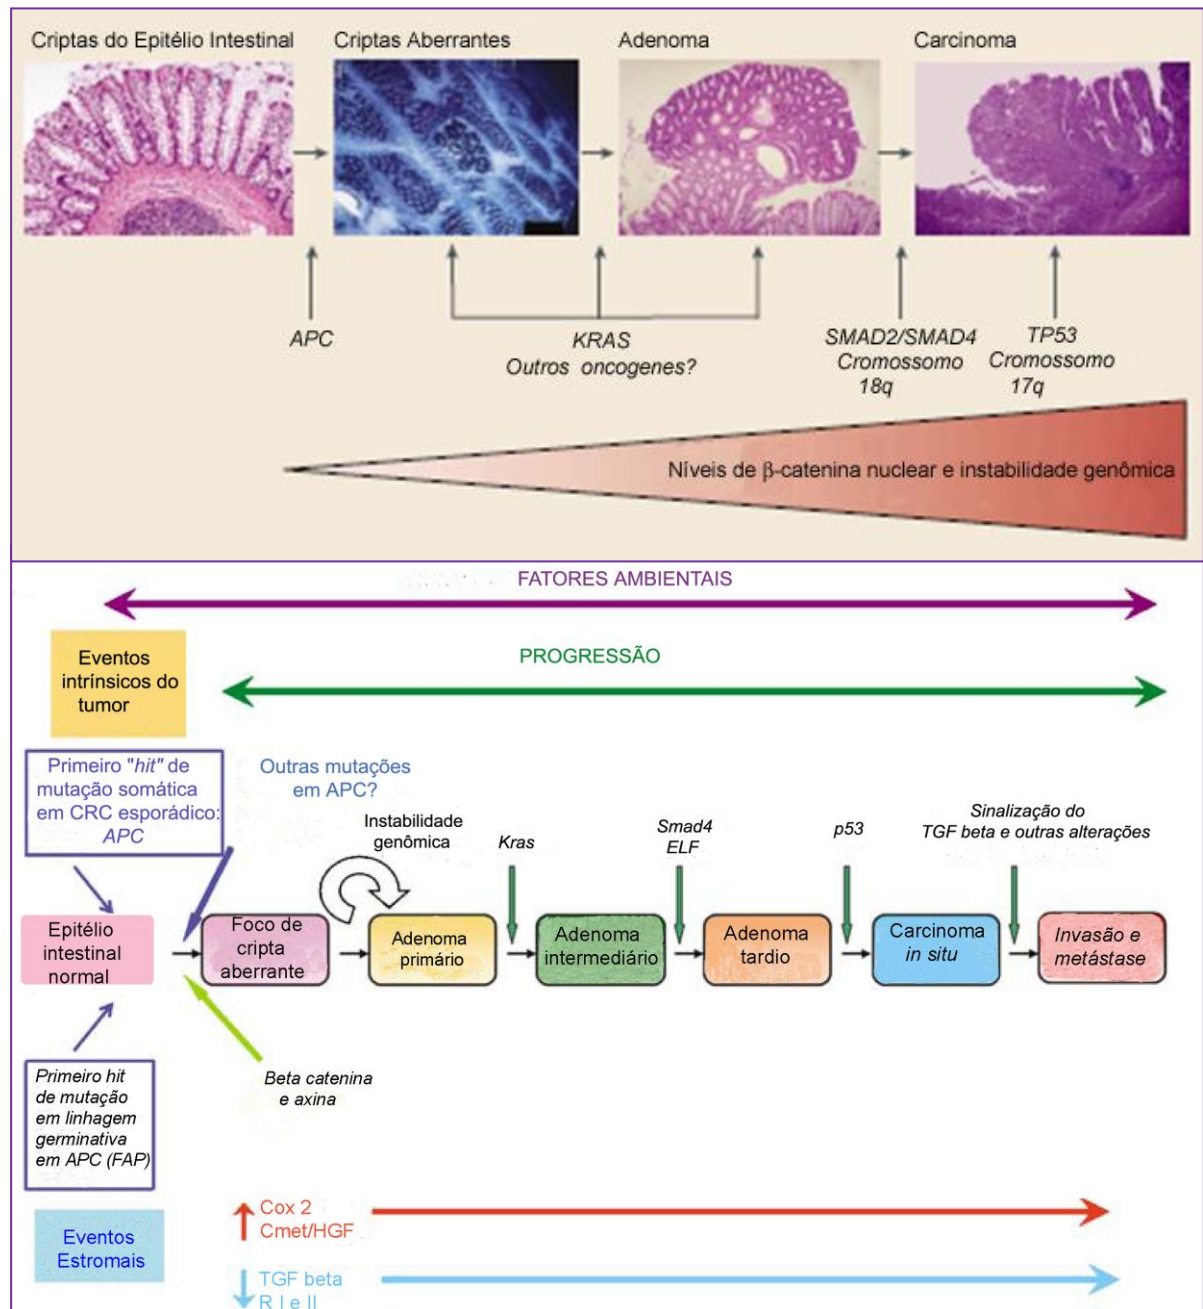 Criptas do Epitélio Intestinal
Criptas Aberrantes
Adenoma
Carcinoma
APC
KRAS
Outros oncogenes?
SMAD2/SMAD4
Cromossomo
18q
TP53
Cromossomo
17q
Níveis de β-catenina nuclear e instabilidade genômica
FATORES AMBIENTAIS
Eventos
intrínsicos do
tumor
PROGRESSÃO
Primeiro "hit" de
mutação somática
em CRC esporádico:
APC
Outras mutações
em APC?
Instabilidade
genômica
Kras
Smad4
ELF
p53
Sinalização do
TGF beta e outras alterações
Epitélio
intestinal
normal
Foco de
cripta
aberrante
Adenoma
primário
Adenoma
intermediário
Adenoma
tardio
Carcinoma
in situ
Invasão e
metástase
Primeiro hit
de mutação
em linhagem
germinativa
em APC (FAP)
Beta catenina
e axina
Eventos
Estromais
Cox 2
Cmet/HGF
TGF beta
R I e II